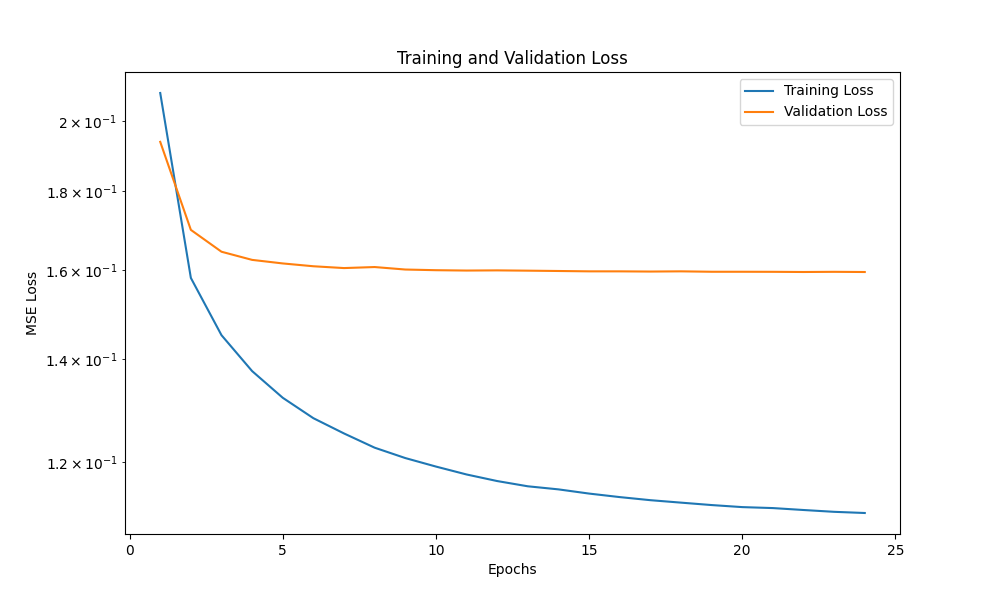 Training and Validation Loss
Training Loss
Validation Loss
MSE Loss
2 × 10⁻¹
1.8 × 10⁻¹
1.6 × 10⁻¹
1.4 × 10⁻¹
1.2 × 10⁻¹
0 5 10 15 20 25
Epochs